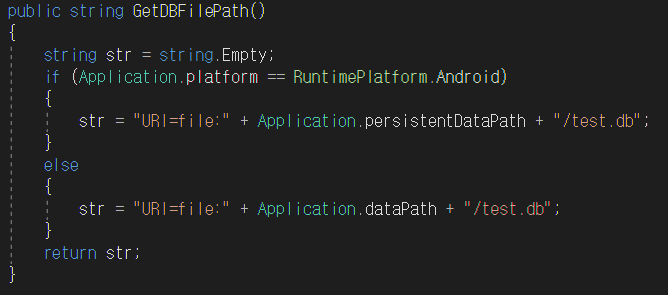 public string GetDBFilePath()
{
    string str = string.Empty;
    if (Application.platform == RuntimePlatform.Android)
    {
        str = "URI=file:" + Application.persistentDataPath + "/test.db";
    }
    else
    {
        str = "URI=file:" + Application.dataPath + "/test.db";
    }
    return str;
}